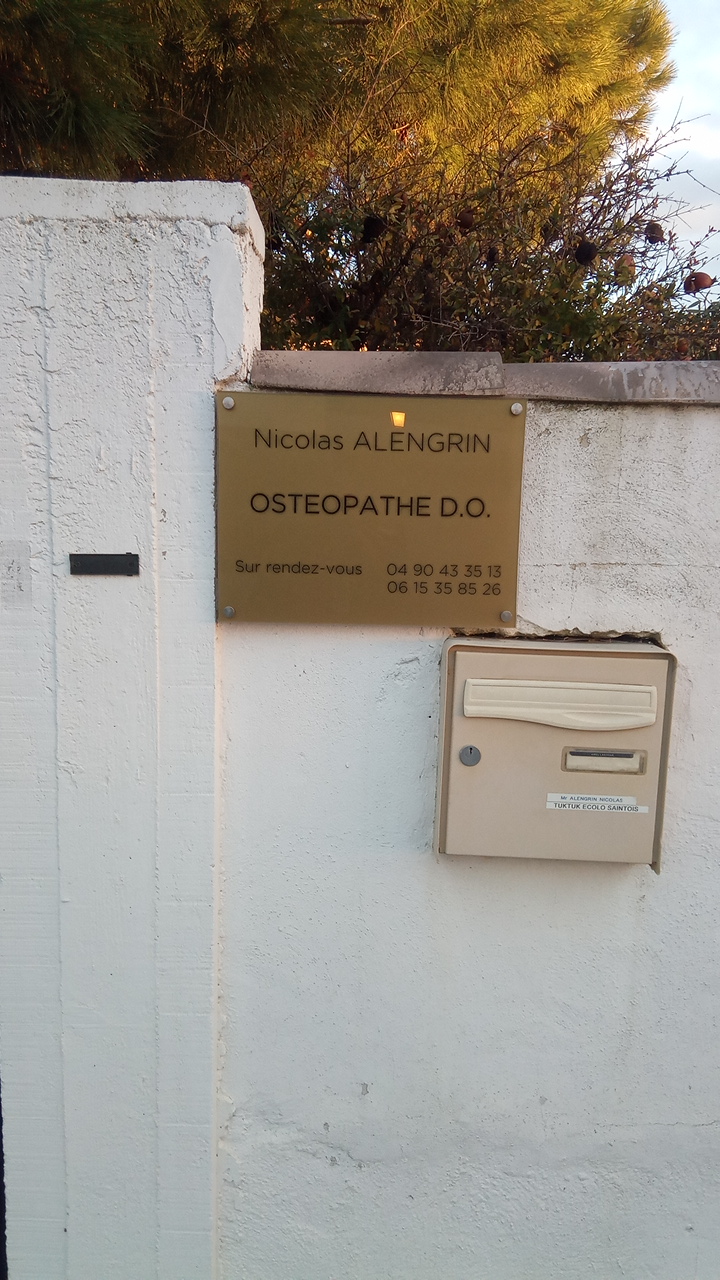 Nicolas ALENGRIN
OSTEOPATHE D.O.
Sur rendez-vous 04 90 43 35 13
06 15 35 85 26
Mr ALENGRIN NICOLAS
TUKTUK ECOLO SAINTOIS